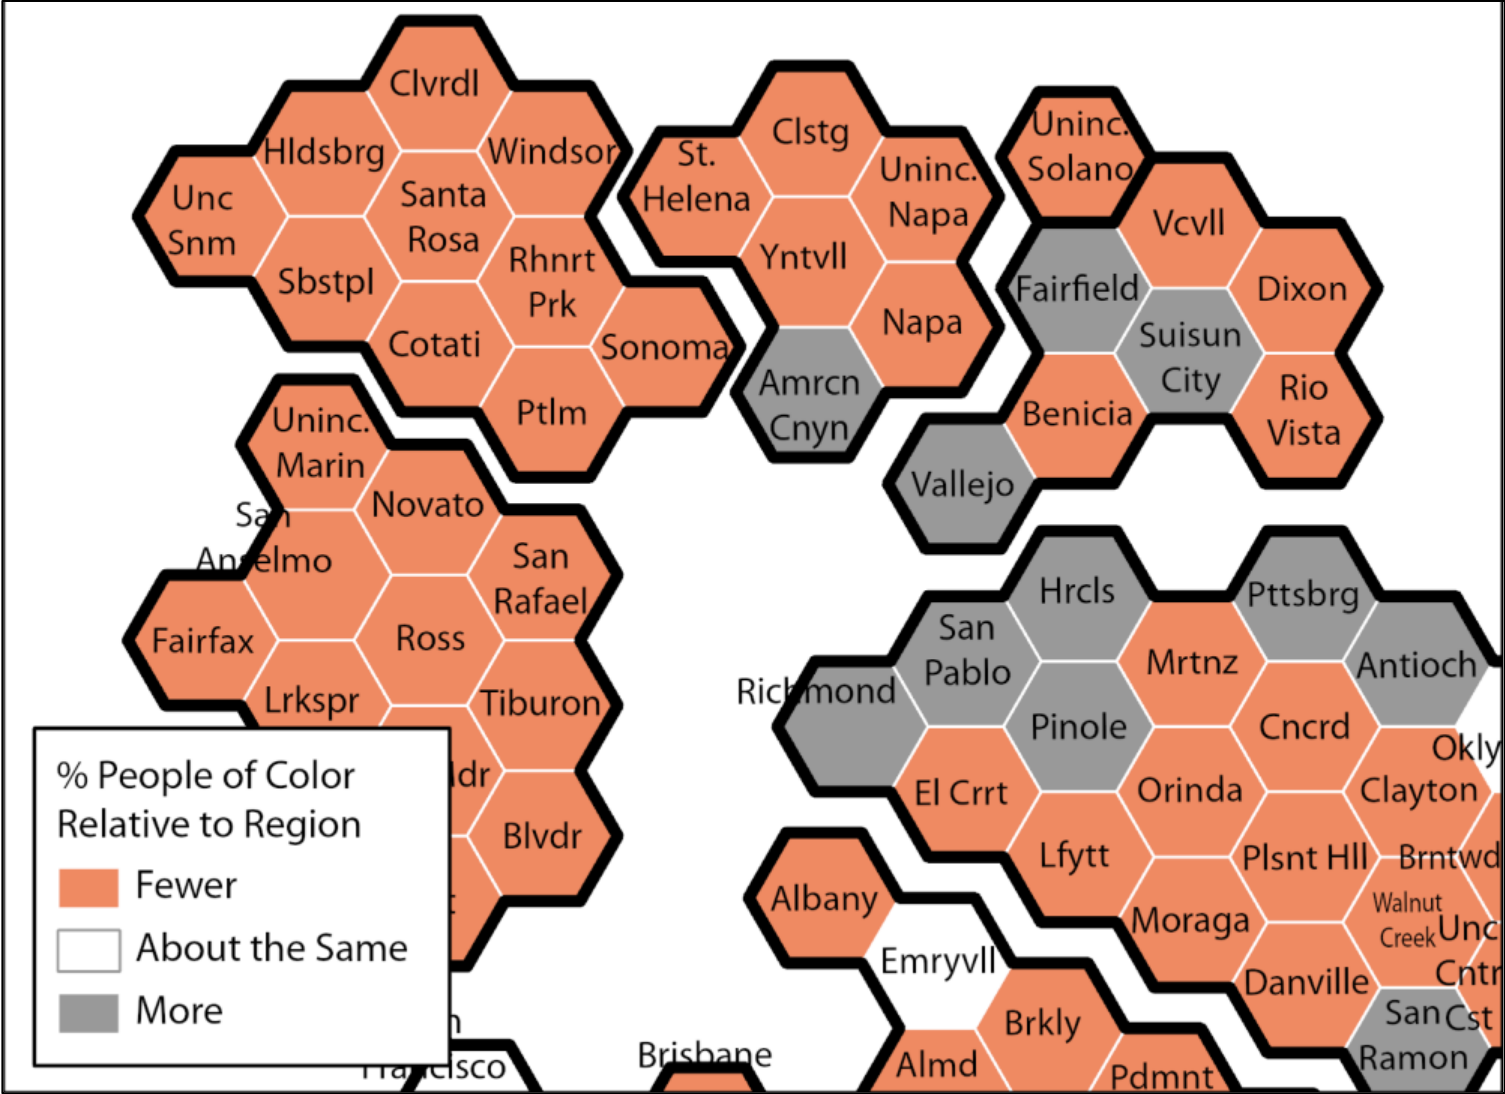 Clvrdl
Hldsbrg
Windsor
Unc
Snm
Santa
Rosa
Sbstpl
Rhnrt
Prk
Cotati
Sonoma
Ptlm
Clstg
St.
Helena
Uninc.
Napa
Yntvll
Napa
Amrcn
Cnyn
Uninc.
Solano
Vcvll
Fairfield
Dixon
Suisun
City
Benicia
Rio
Vista
Vallejo
Uninc.
Marin
Novato
San
Anselmo
San
Rafael
Fairfax
Ross
Lrkspr
Tiburon
ldr
Blvdr
Hrcls
Pttsbrg
San
Pablo
Mrtnz
Antioch
Richmond
Pinole
Cncrd
Okly
El Crrt
Orinda
Clayton
Lfytt
Plsnt Hll
Brntwd
Moraga
Walnut
Creek
Unc
Cntr
Cst
Danville
San
Ramon
Albany
Emryvll
Brkly
Almd
Pdmnt
Brisbane
% People of Color
Relative to Region
Fewer
About the Same
More